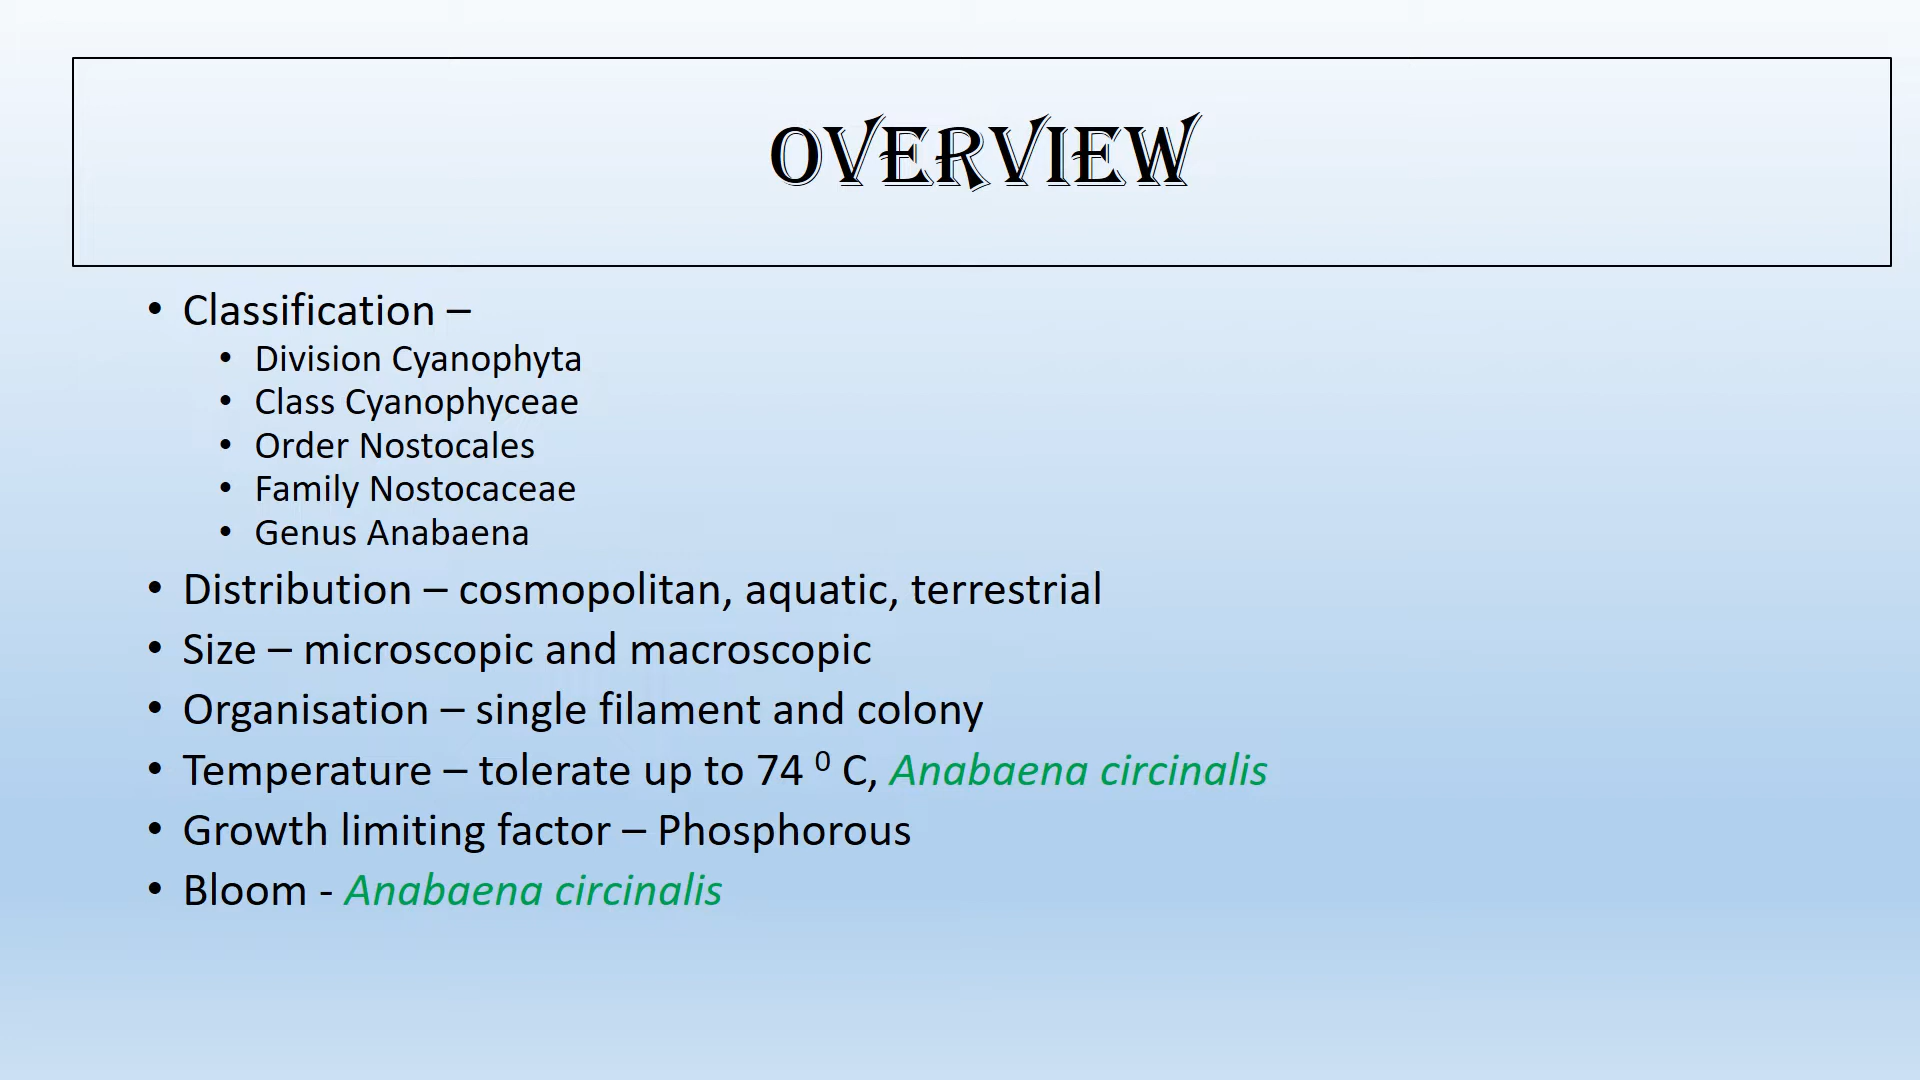 OVERVIEW
• Classification –
• Division Cyanophyta
• Class Cyanophyceae
• Order Nostocales
• Family Nostocaceae
• Genus Anabaena
• Distribution – cosmopolitan, aquatic, terrestrial
• Size – microscopic and macroscopic
• Organisation – single filament and colony
• Temperature – tolerate up to 74 ⁰ C, Anabaena circinalis
• Growth limiting factor – Phosphorous
• Bloom - Anabaena circinalis